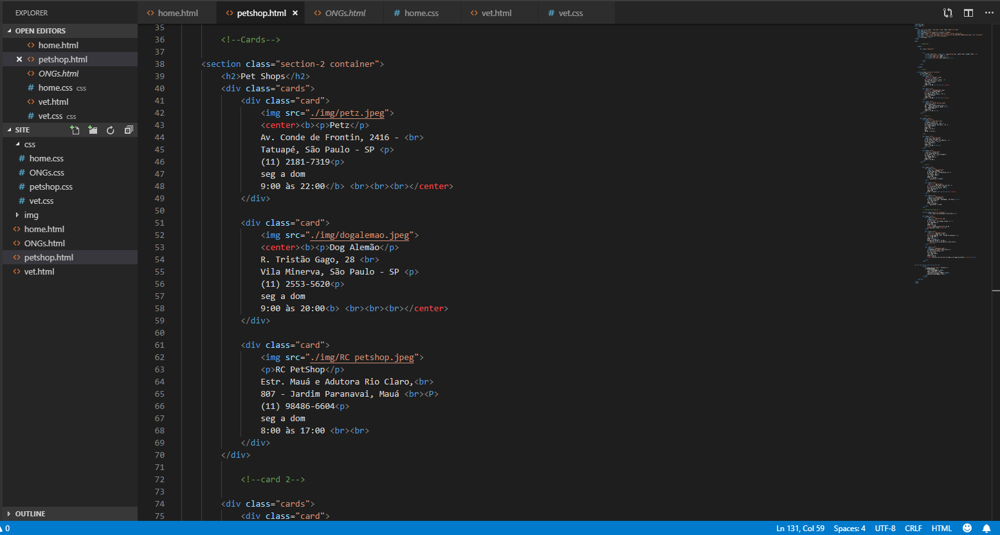 EXPLORER
OPEN EDITORS
home.html
petshop.html
ONGs.html
home.css css
vet.html
vet.css css
SITE
css
home.css
ONGs.css
petshop.css
vet.css
img
home.html
ONGs.html
petshop.html
vet.html
OUTLINE
home.html petshop.html ONGs.html home.css vet.html vet.css
35
36 <!--Cards-->
37
38 <section class="section-2 container">
39 <h2>Pet Shops</h2>
40 <div class="cards">
41 <div class="card">
42 <img src="./img/petz.jpeg">
43 <center><b><p>Petz</p>
44 Av. Conde de Frontin, 2416 - <br>
45 Tatuapé, São Paulo - SP <p>
46 (11) 2181-7319<p>
47 seg a dom
48 9:00 às 22:00</b> <br><br><br></center>
49 </div>
50
51 <div class="card">
52 <img src="./img/dogalemao.jpeg">
53 <center><b><p>Dog Alemão</p>
54 R. Tristão Gago, 28 <br>
55 Vila Minerva, São Paulo - SP <p>
56 (11) 2553-5620<p>
57 seg a dom
58 9:00 às 20:00<b> <br><br><br></center>
59 </div>
60
61 <div class="card">
62 <img src="./img/RC petshop.jpeg">
63 <p>RC PetShop</p>
64 Estr. Mauá e Adutora Rio Claro,<br>
65 807 - Jardim Paranavai, Mauá <br><P>
66 (11) 98486-6604<p>
67 seg a dom
68 8:00 às 17:00 <br><br>
69 </div>
70 </div>
71
72 <!--card 2-->
73
74 <div class="cards">
75 <div class="card">
0 Ln 131, Col 59 Spaces: 4 UTF-8 CRLF HTML